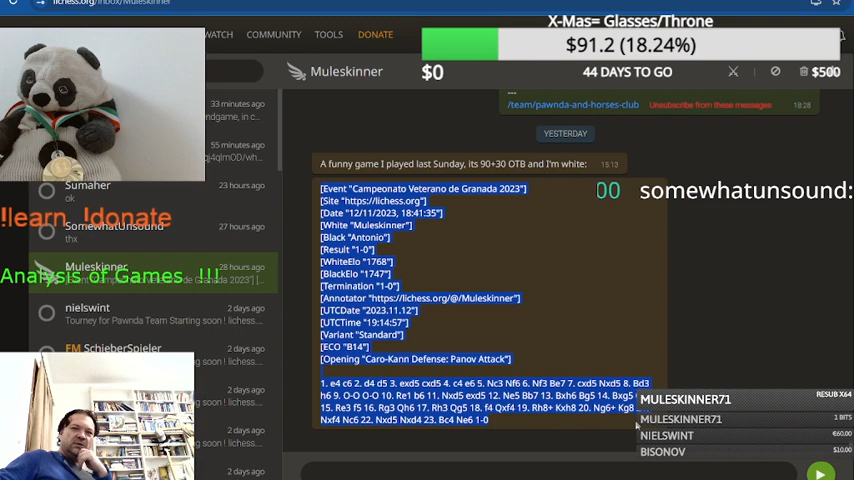 lichess.org/inbox/Muleskinner
WATCH COMMUNITY TOOLS DONATE
X-Mas= Glasses/Throne
$91.2 (18.24%)
$0 44 DAYS TO GO $500
Muleskinner
33 minutes ago
endgame, in c
55 minutes ago
/team/pawnda-and-horses-club Unsubscribe from these messages 18:28
YESTERDAY
A funny game I played last Sunday, its 90+30 OTB and I'm white: 15:13
Sumaher 23 hours ago
ok
!learn !donate
SomewhatUnsound 27 hours ago
thx
Muleskinner 28 hours ago
Analysis of Games !!!
nielswint 2 days ago
Tourney for Pawnda Team Starting soon ! lichess....
FM SchieberSpieler 2 days ago
2 days ago
2 days ago
2 days ago
00 somewhatunsound:
[Event "Campeonato Veterano de Granada 2023"]
[Site "https://lichess.org"]
[Date "12/11/2023, 18:41:35"]
[White "Muleskinner"]
[Black "Antonio"]
[Result "1-0"]
[WhiteElo "1768"]
[BlackElo "1747"]
[Termination "1-0"]
[Annotator "https://lichess.org/@/Muleskinner"]
[UTCDate "2023.11.12"]
[UTCTime "19:14:57"]
[Variant "Standard"]
[ECO "B14"]
[Opening "Caro-Kann Defense: Panov Attack"]
1. e4 c6 2. d4 d5 3. exd5 cxd5 4. c4 e6 5. Nc3 Nf6 6. Nf3 Be7 7. cxd5 Nxd5 8. Bd3
h6 9. O-O O-O 10. Re1 b6 11. Nxd5 exd5 12. Ne5 Bb7 13. Bxh6 Bg5 14. Bxg5
15. Re3 f5 16. Rg3 Qh6 17. Rh3 Qg5 18. f4 Qxf4 19. Rh8+ Kxh8 20. Ng6+ Kg8
Nxf4 Nc6 22. Nxd5 Nxd4 23. Bc4 Ne6 1-0
MULESKINNER71 RESUB X64
MULESKINNER71 1 BITS
NIELSWINT €60.00
BISONOV $10.00